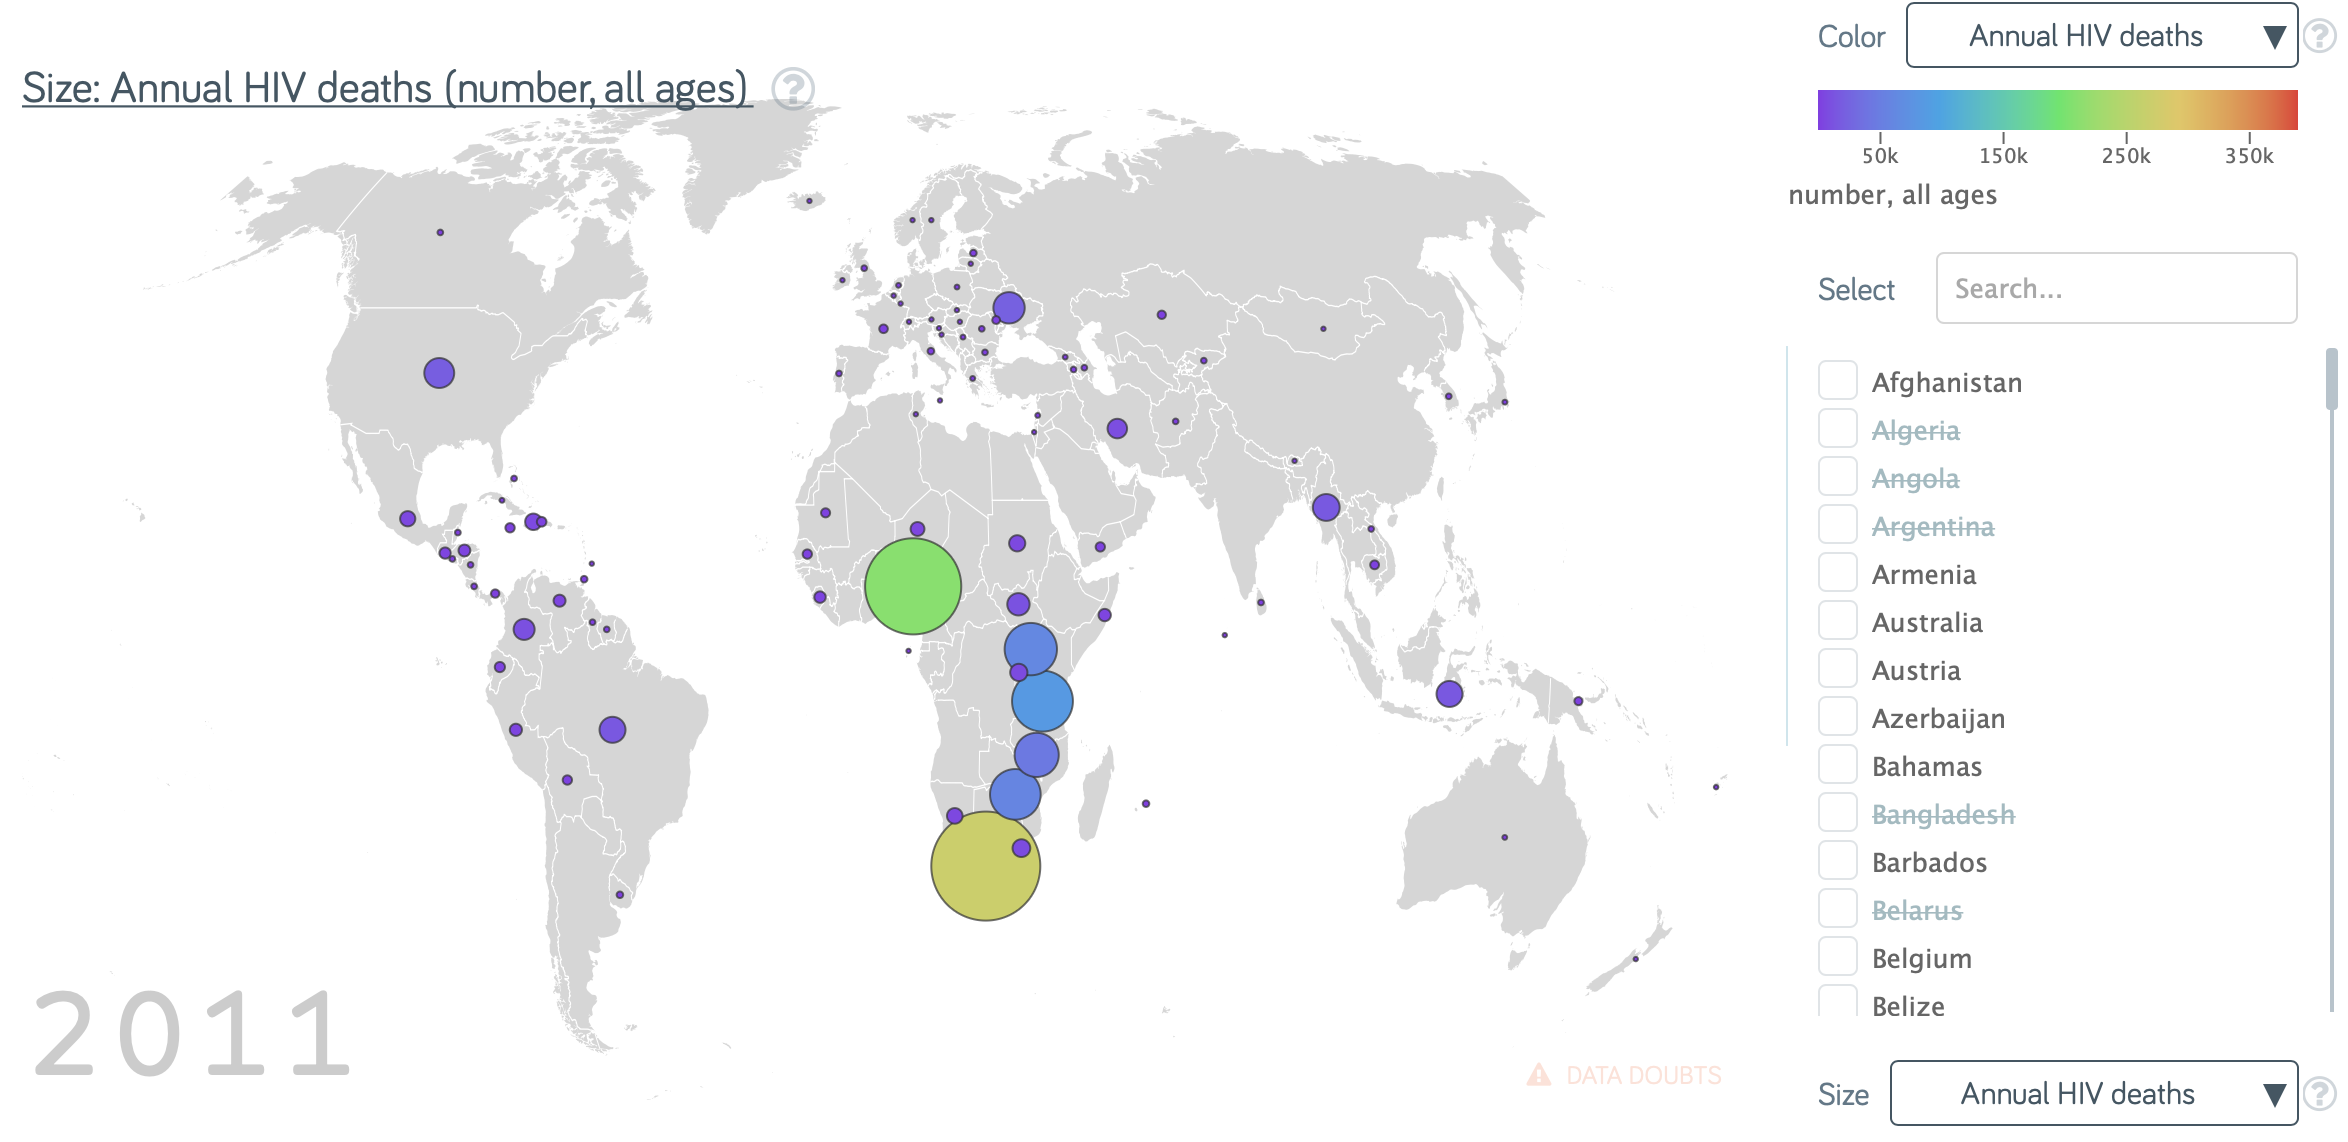 Color Annual HIV deaths ▼ ?
Size: Annual HIV deaths (number, all ages) ?
50k 150k 250k 350k
number, all ages
Select Search...
Afghanistan
Algeria
Angola
Argentina
Armenia
Australia
Austria
Azerbaijan
Bahamas
Bangladesh
Barbados
Belarus
Belgium
Belize
2011
DATA DOUBTS
Size Annual HIV deaths ▼ ?